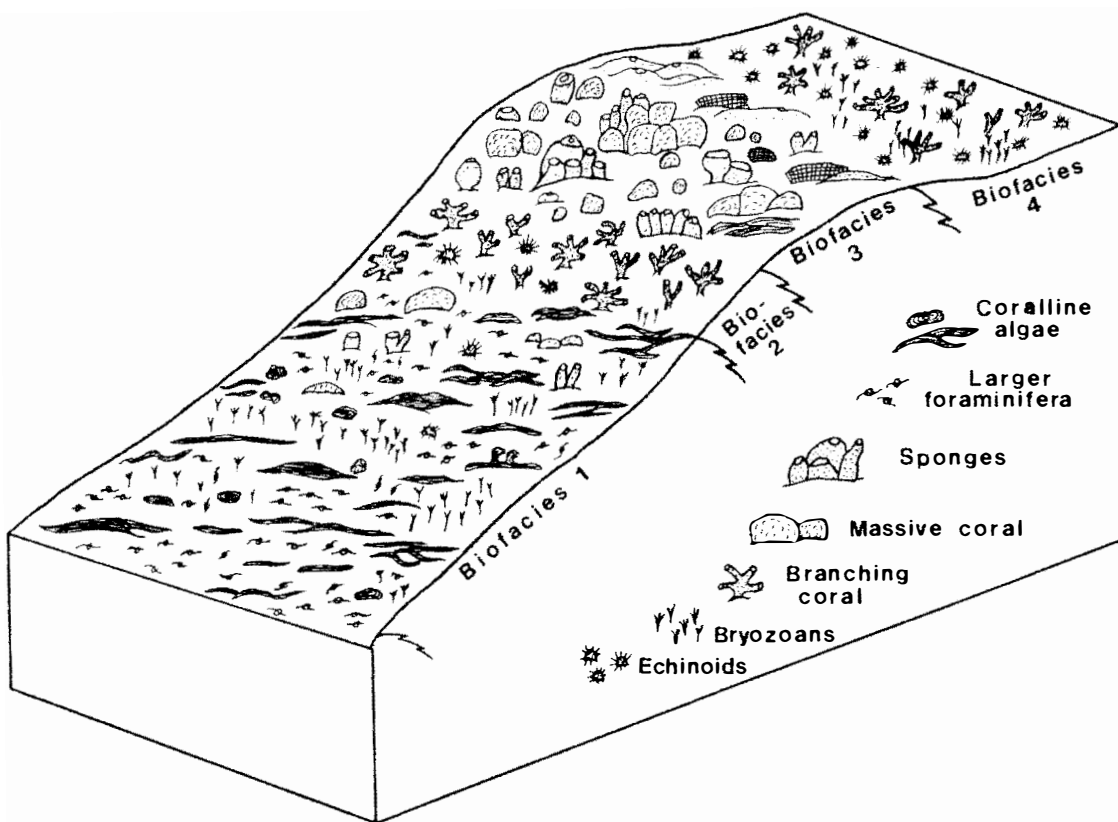 Biofacies
4
Biofacies
3
Bio-
facies
2
Biofacies 1
Coralline
algae
Larger
foraminifera
Sponges
Massive coral
Branching
coral
Bryozoans
Echinoids